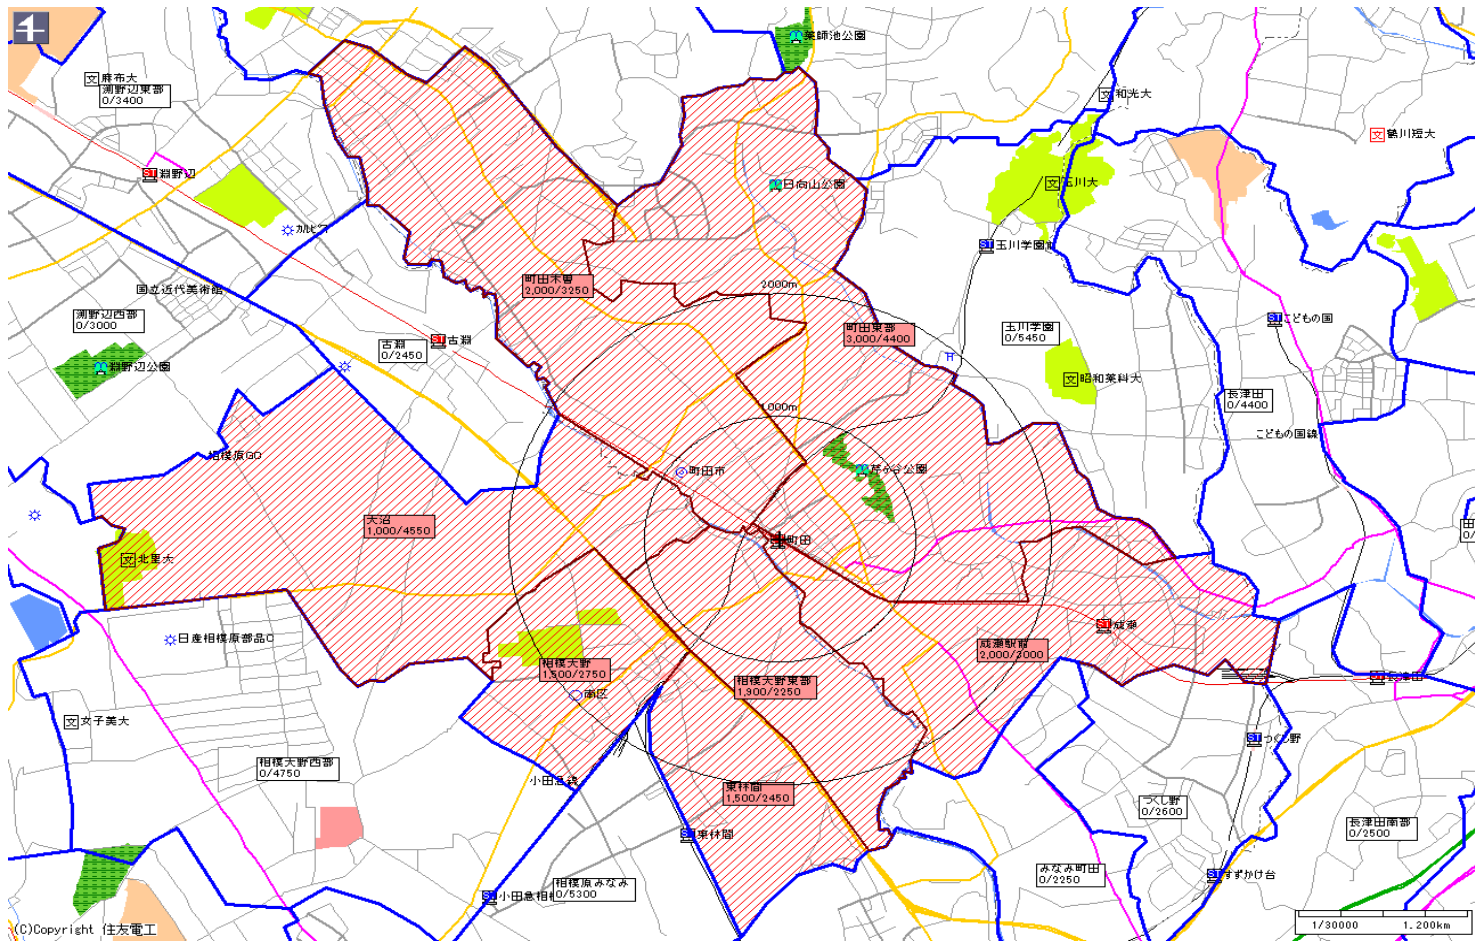 薬師池公園
麻布大
淵野辺東部
0/3400
和光大
鶴川短大
ST 淵野辺
日向山公園
玉川大
カルピス
ST 玉川学園前
国立近代美術館
町田木曽
2,000/3250
2000m
淵野辺西部
0/3000
町田東部
3,000/4400
玉川学園
0/5450
ST こどもの国
ST 古淵
古淵
0/2450
淵野辺公園
昭和薬科大
長津田
0/4400
1,000m
こどもの国線
相模原GC
町田市
芹ヶ谷公園
大沼
1,000/4550
町田
北里大
ST 成瀬
日産相模原部品C
成瀬駅前
2,000/3000
相模大野
1,500/2750
相模大野東部
1,900/2250
南区
女子美大
ST つくし野
相模大野西部
0/4750
小田急線
東林間
1,500/2450
つくし野
0/2600
長津田南部
0/2500
ST 東林間
みなみ町田
0/2250
ST すずかけ台
相模原みなみ
0/5300
小田急相
(C)Copyright 住友電工
1/30000 1.200km